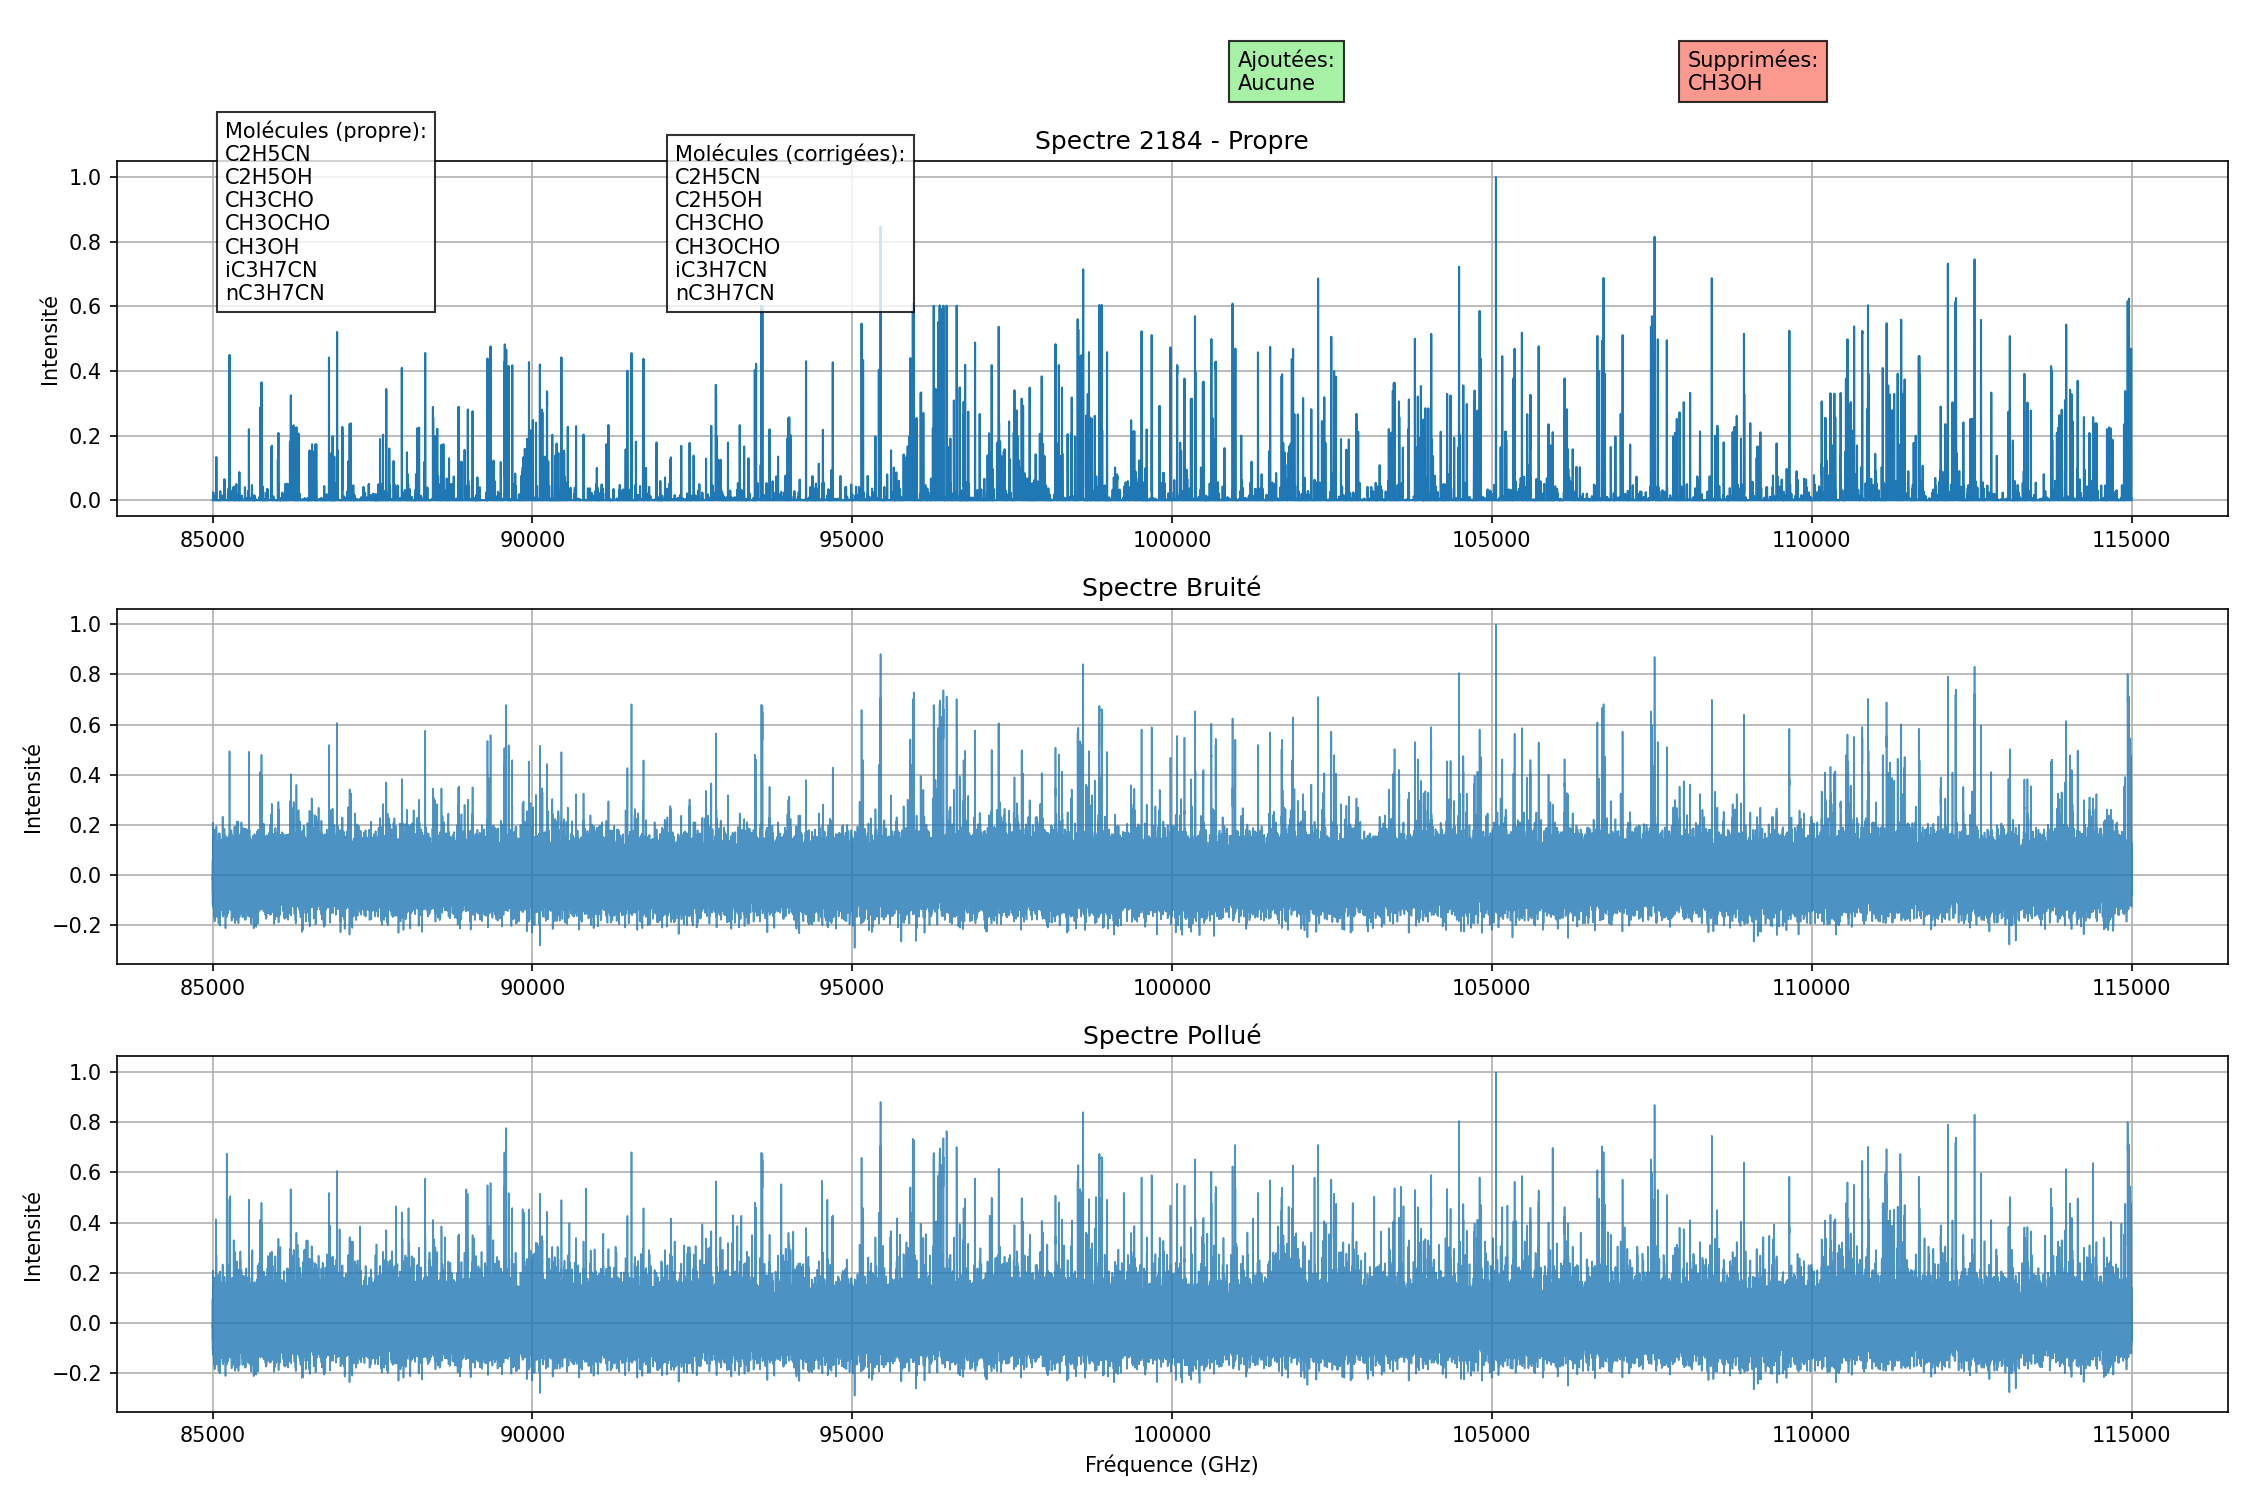 Ajoutées:
Aucune
Supprimées:
CH3OH
Molécules (propre):
C2H5CN
C2H5OH
CH3CHO
CH3OCHO
CH3OH
iC3H7CN
nC3H7CN
Molécules (corrigées):
C2H5CN
C2H5OH
CH3CHO
CH3OCHO
iC3H7CN
nC3H7CN
Spectre 2184 - Propre
Intensité
1.0
0.8
0.6
0.4
0.2
0.0
85000 90000 95000 100000 105000 110000 115000
Spectre Bruité
Intensité
1.0
0.8
0.6
0.4
0.2
0.0
−0.2
85000 90000 95000 100000 105000 110000 115000
Spectre Pollué
Intensité
1.0
0.8
0.6
0.4
0.2
0.0
−0.2
85000 90000 95000 100000 105000 110000 115000
Fréquence (GHz)